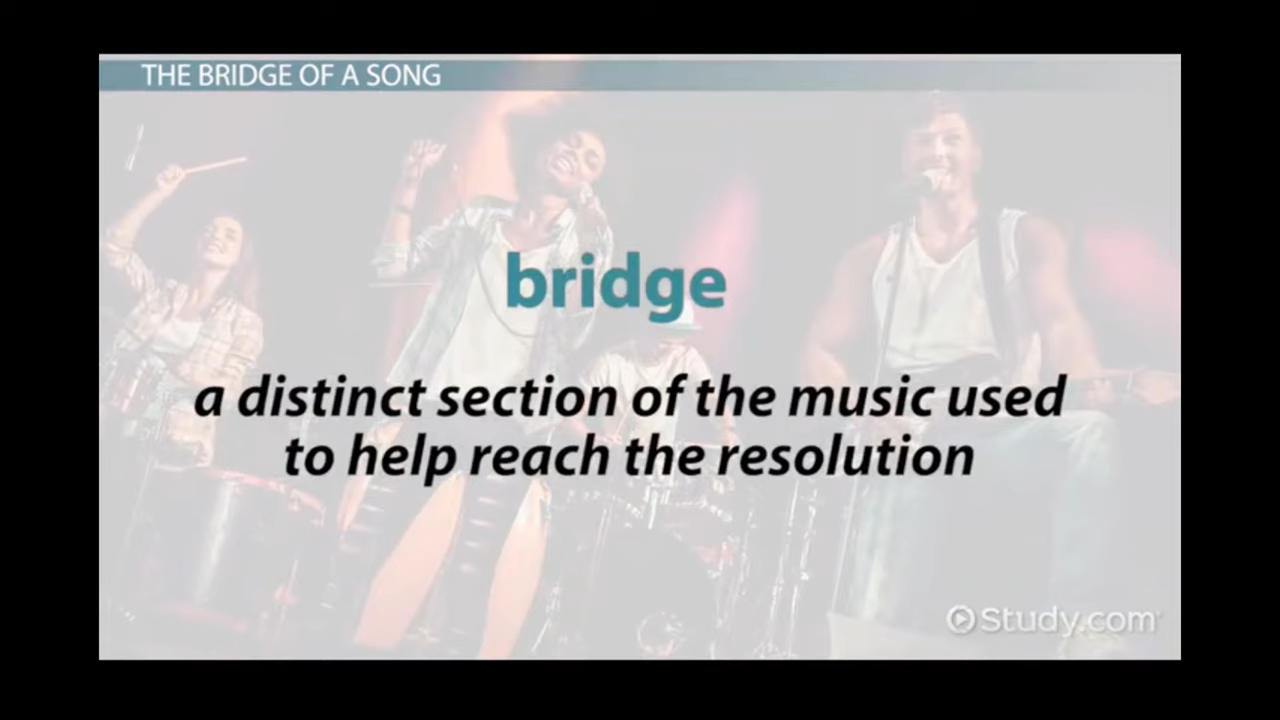 THE BRIDGE OF A SONG
bridge
a distinct section of the music used
to help reach the resolution
Study.com